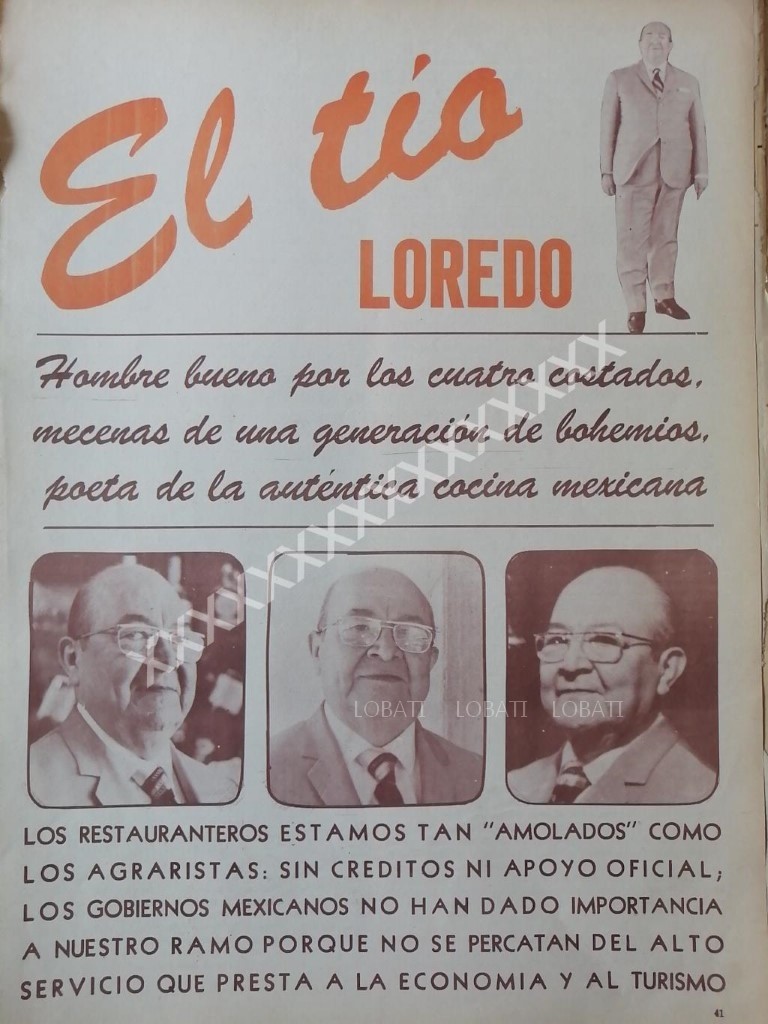 El tío
LOREDO
Hombre bueno por los cuatro costados,
mecenas de una generación de bohemios,
poeta de la auténtica cocina mexicana
XXXXXXXXXXXXXXXXXX
LOBATI LOBATI LOBATI
LOS RESTAURANTEROS ESTAMOS TAN "AMOLADOS" COMO
LOS AGRARISTAS: SIN CREDITOS NI APOYO OFICIAL;
LOS GOBIERNOS MEXICANOS NO HAN DADO IMPORTANCIA
A NUESTRO RAMO PORQUE NO SE PERCATAN DEL ALTO
SERVICIO QUE PRESTA A LA ECONOMIA Y AL TURISMO
41